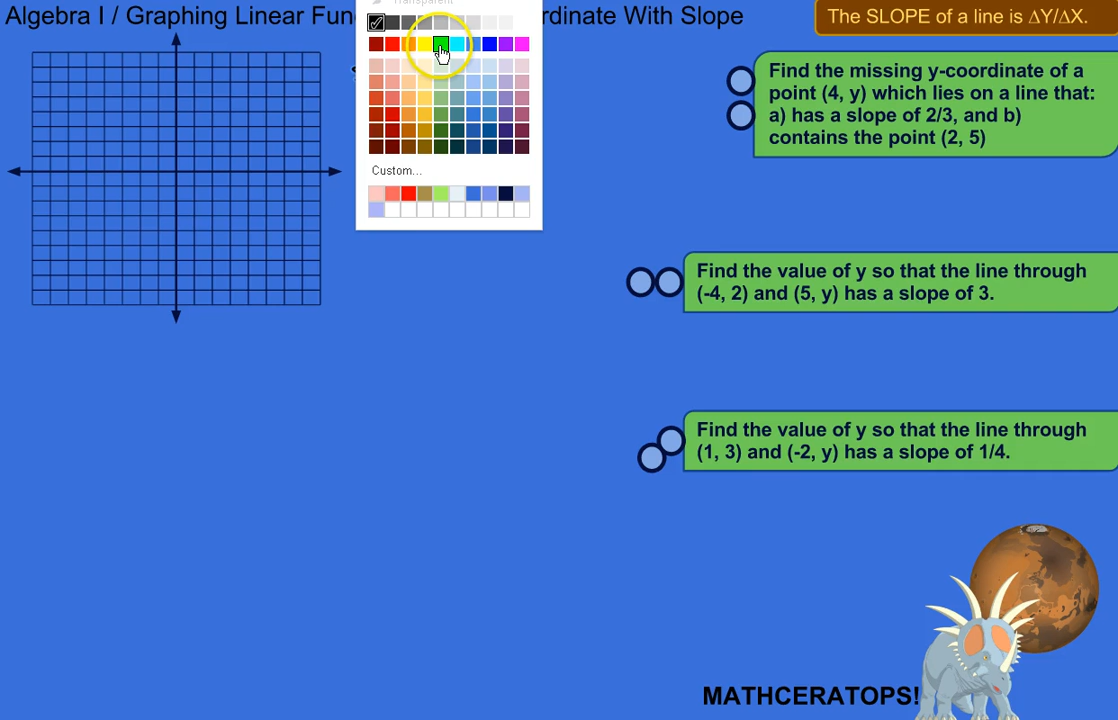 Transparent
Algebra I / Graphing Linear Fun rdinate With Slope
The SLOPE of a line is ΔY/ΔX.
Find the missing y-coordinate of a
point (4, y) which lies on a line that:
a) has a slope of 2/3, and b)
contains the point (2, 5)
Custom...
Find the value of y so that the line through
(-4, 2) and (5, y) has a slope of 3.
Find the value of y so that the line through
(1, 3) and (-2, y) has a slope of 1/4.
MATHCERATOPS!